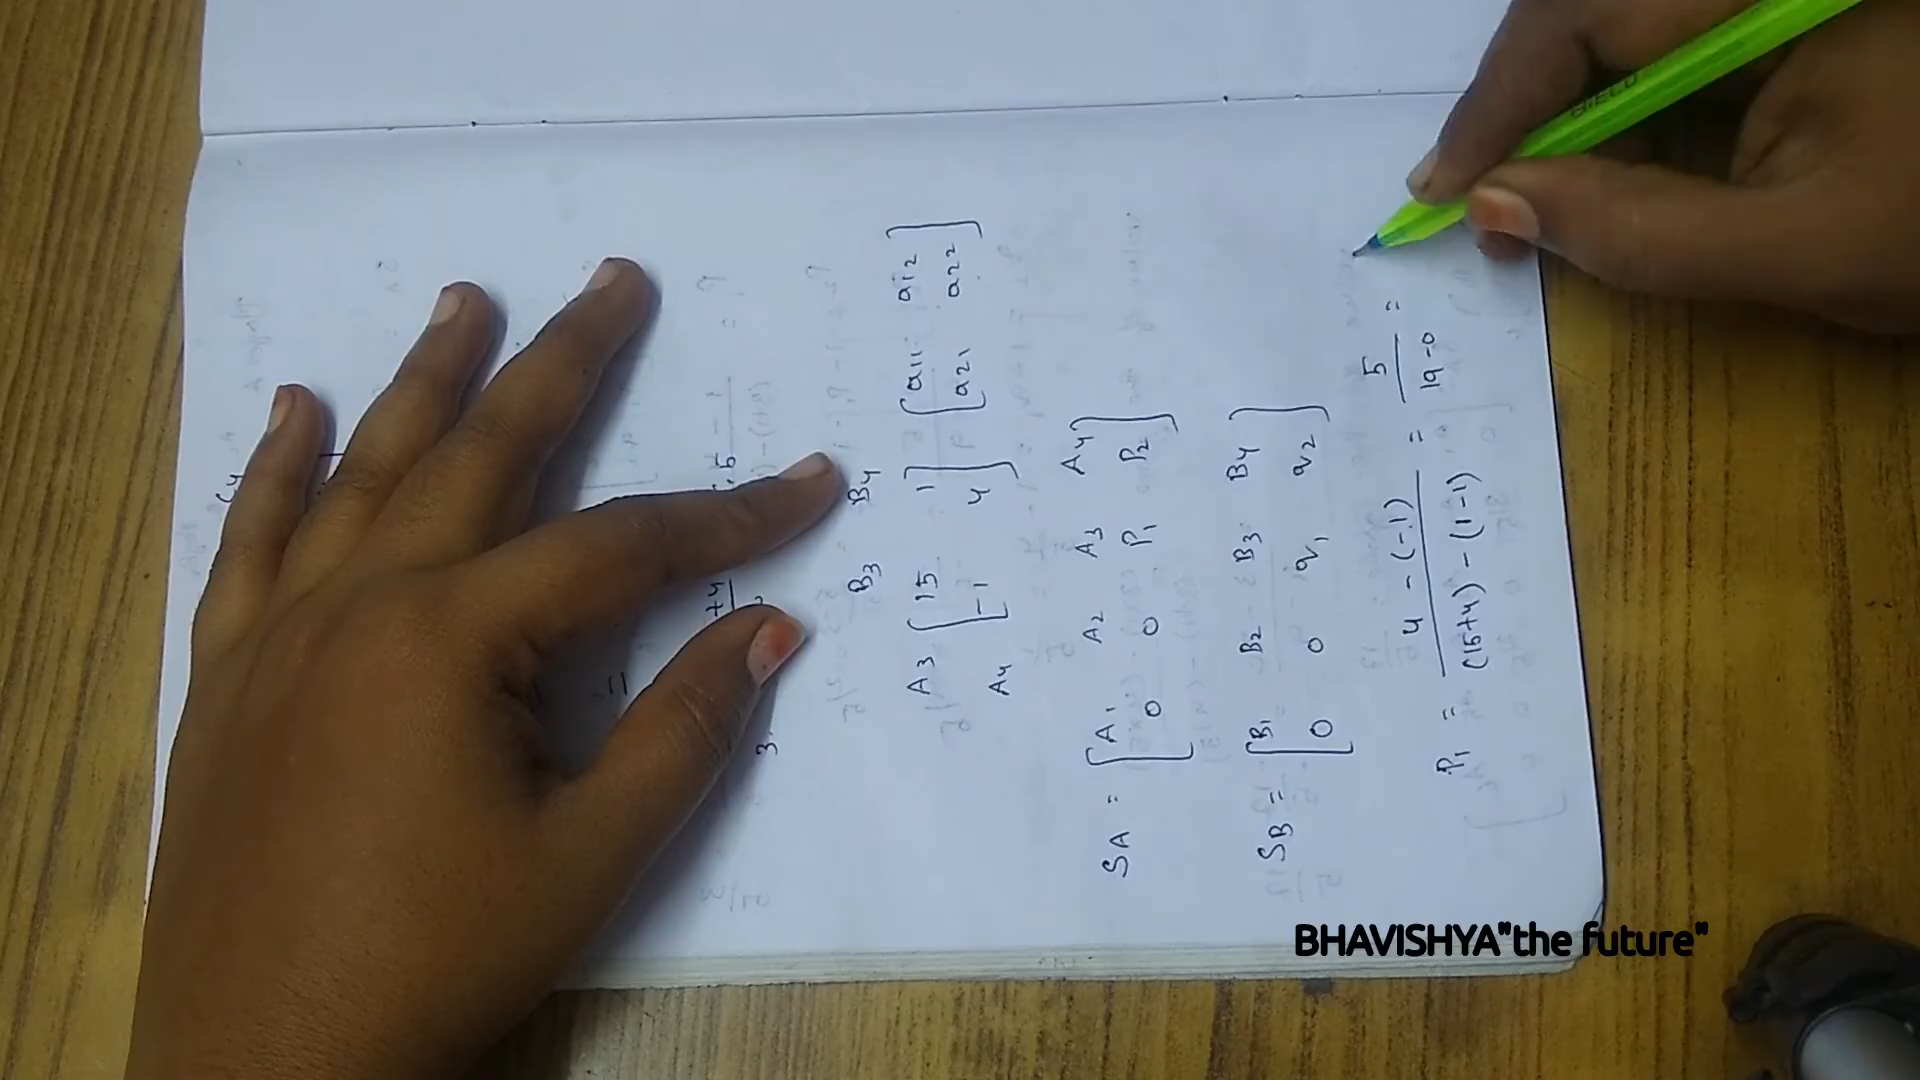 B3 B4
A3 [ 15 -1 ] [ a11 a12 ]
A4 [ -1 4 ] [ a21 a22 ]
SA = [ A1 A2 A3 A4 ]
[ 0 0 P1 P2 ]
SB = [ B1 B2 B3 B4 ]
[ 0 0 q1 q2 ]
P1 = 4 - (-1) / (15+4) - (1-1) = 5 / 19-0 =
BHAVISHYA"the future"